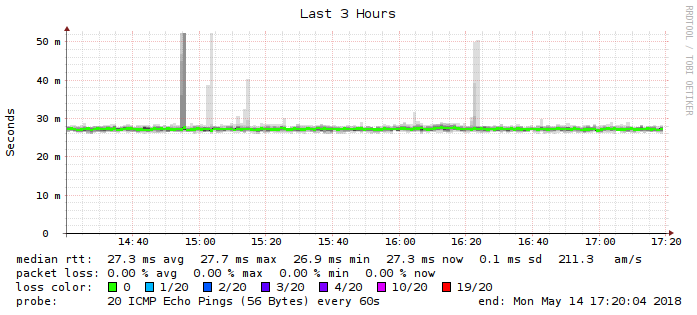 Last 3 Hours
RRDTOOL / TOBI OETIKER
Seconds
50 m
40 m
30 m
20 m
10 m
0
14:40 15:00 15:20 15:40 16:00 16:20 16:40 17:00 17:20
median rtt: 27.3 ms avg 27.7 ms max 26.9 ms min 27.3 ms now 0.1 ms sd 211.3 am/s
packet loss: 0.00 % avg 0.00 % max 0.00 % min 0.00 % now
loss color: 0 1/20 2/20 3/20 4/20 10/20 19/20
probe: 20 ICMP Echo Pings (56 Bytes) every 60s end: Mon May 14 17:20:04 2018